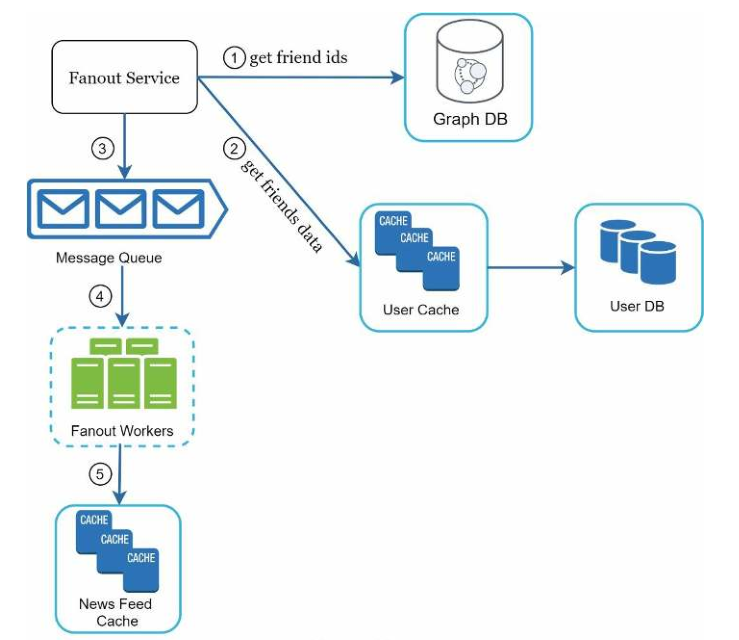 Fanout Service
① get friend ids
Graph DB
③
② get friends data
Message Queue
CACHE
CACHE
CACHE
User Cache
User DB
④
Fanout Workers
⑤
CACHE
CACHE
CACHE
News Feed
Cache